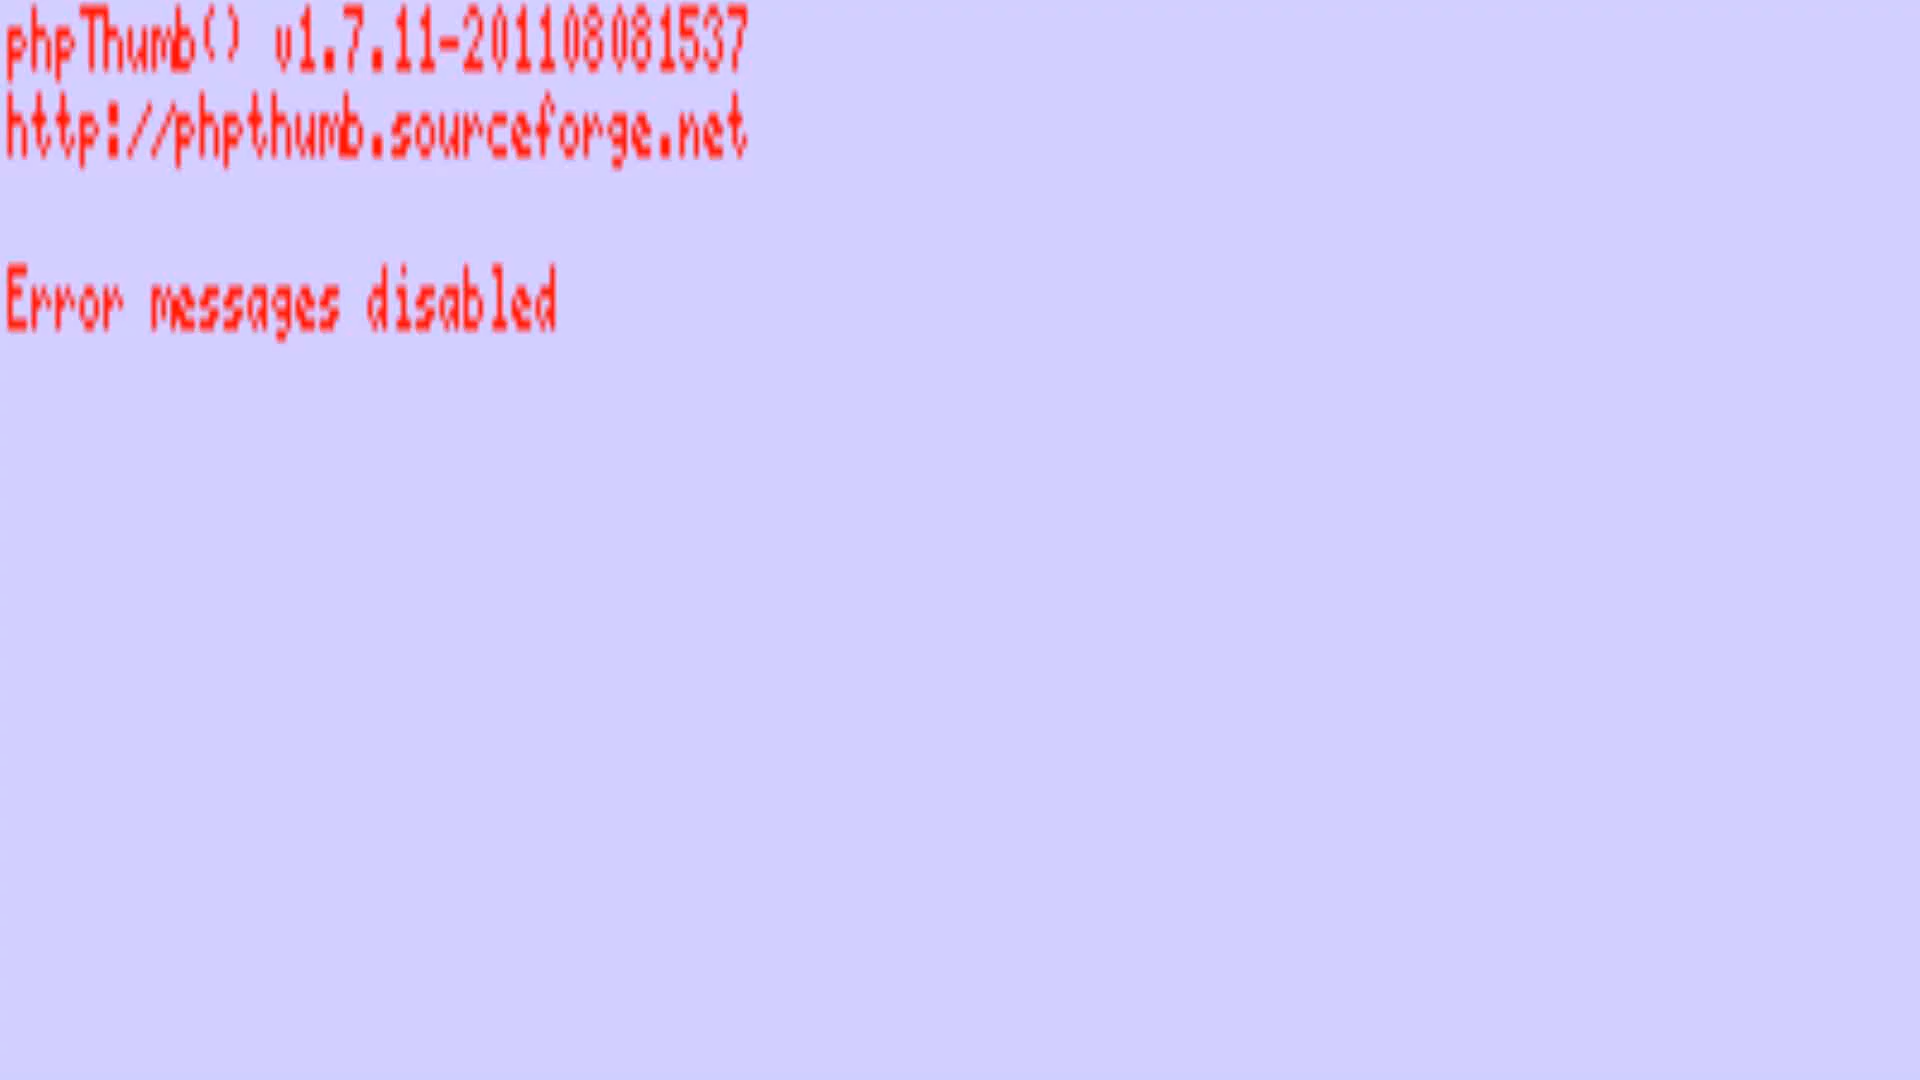 phpThumb() v1.7.11-201108081537
http://phpthumb.sourceforge.net
Error messages disabled